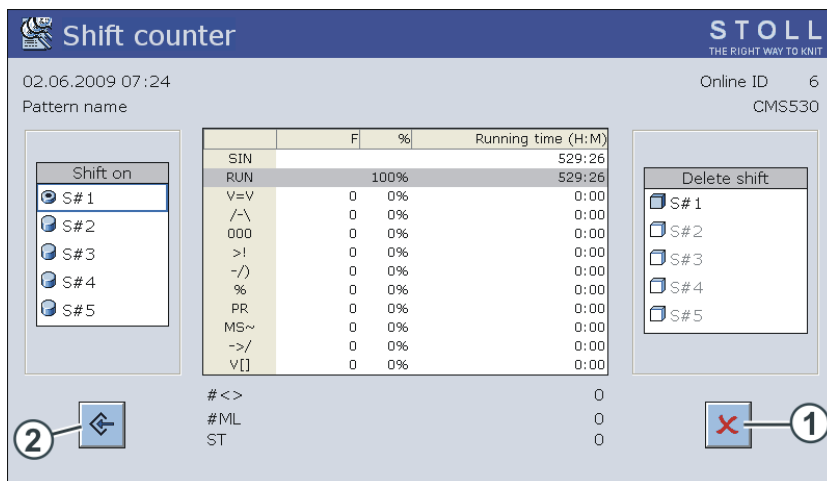 Shift counter
STOLL
THE RIGHT WAY TO KNIT
02.06.2009 07:24
Online ID 6
Pattern name
CMS530
Shift on
S#1
S#2
S#3
S#4
S#5
F % Running time (H:M)
SIN 529:26
RUN 100% 529:26
V=V 0 0% 0:00
/-\ 0 0% 0:00
000 0 0% 0:00
>! 0 0% 0:00
-/) 0 0% 0:00
% 0 0% 0:00
PR 0 0% 0:00
MS~ 0 0% 0:00
->/ 0 0% 0:00
V[] 0 0% 0:00
Delete shift
S#1
S#2
S#3
S#4
S#5
#<> 0
#ML 0
ST 0
2
1